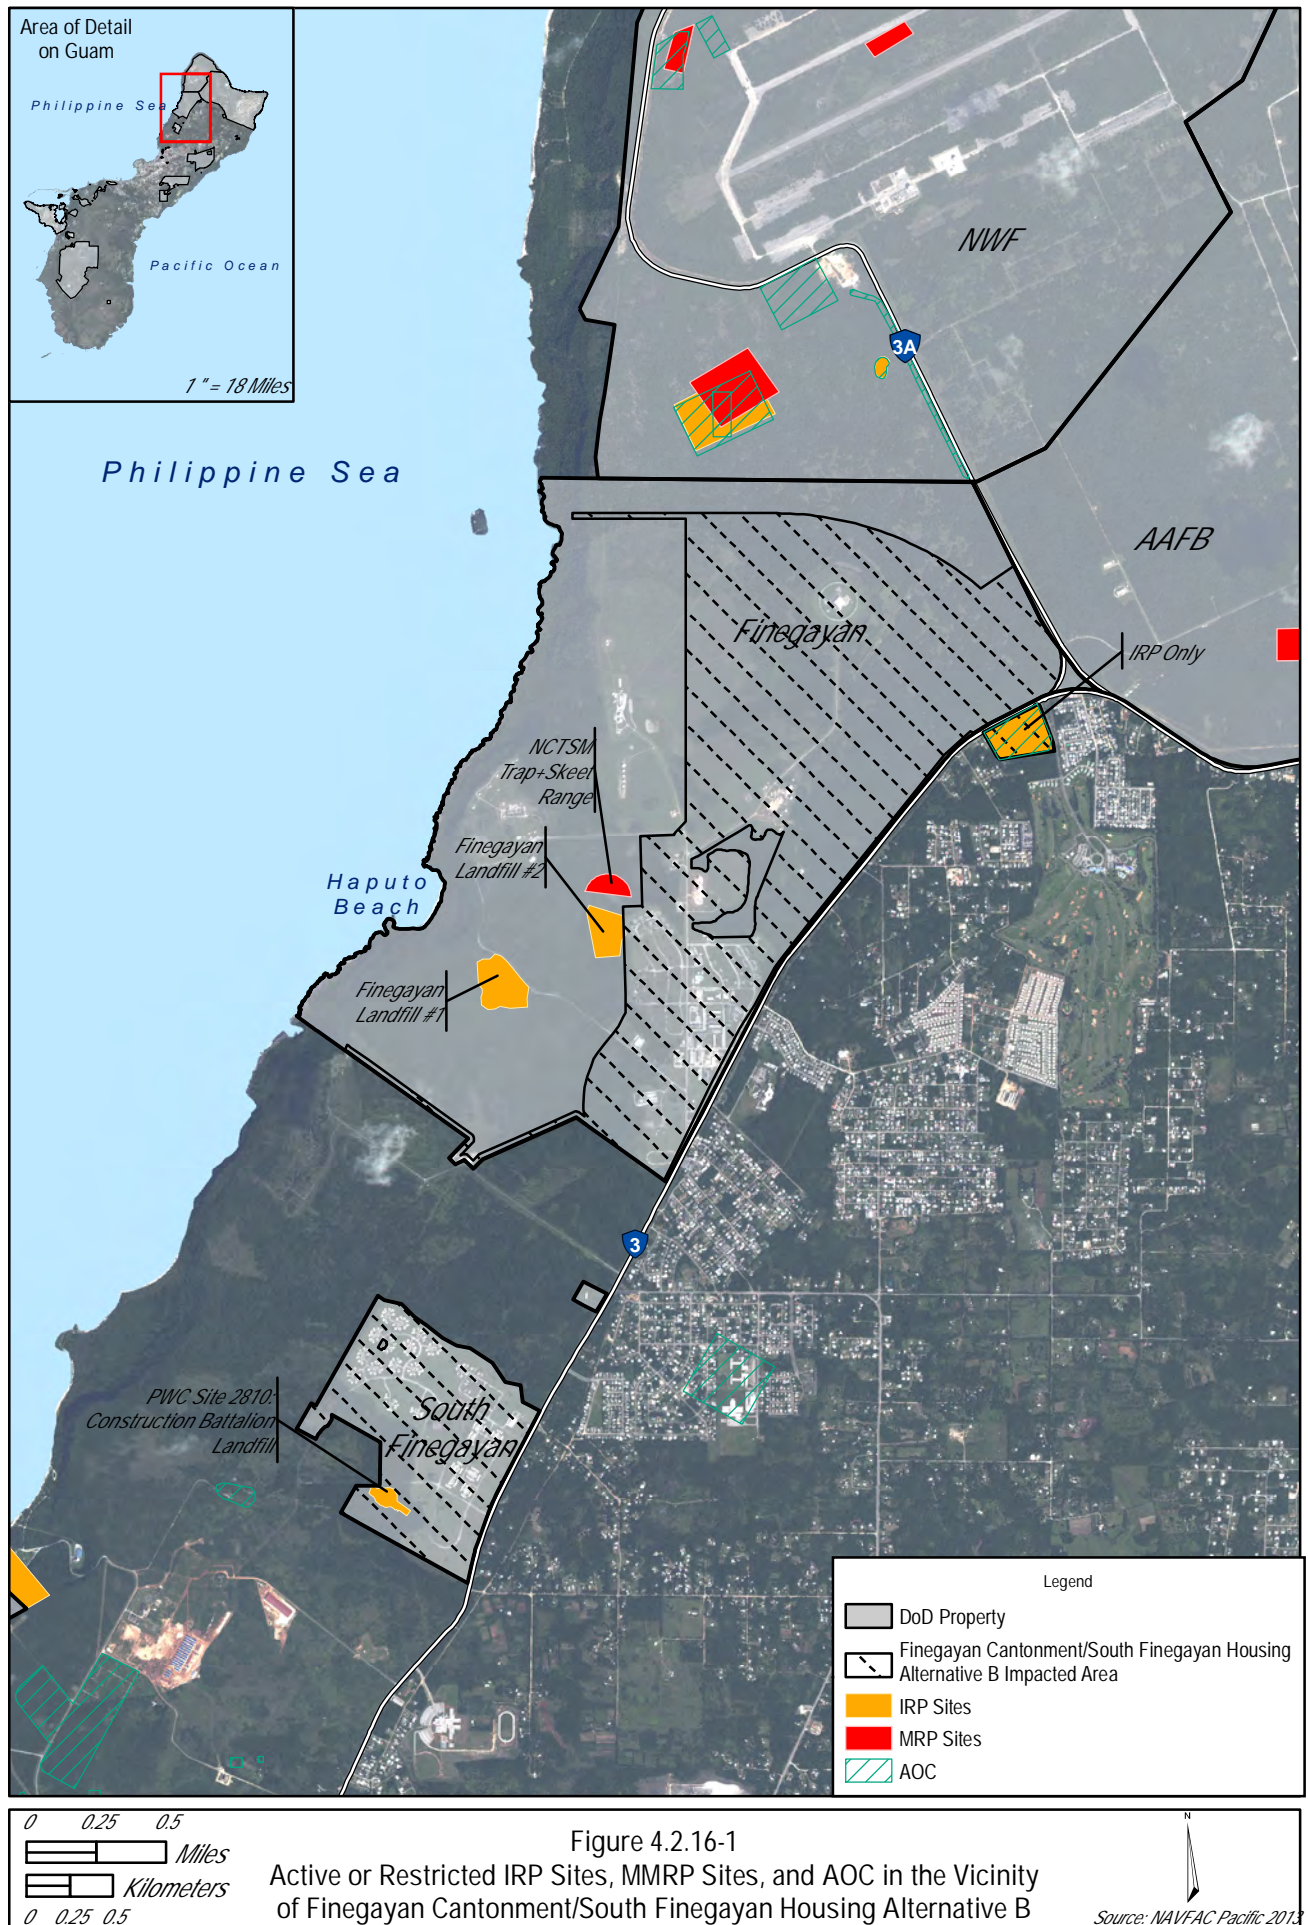 Area of Detail
on Guam
Philippine Sea
Pacific Ocean
1 " = 18 Miles
NWF
3A
Philippine Sea
AAFB
Finegayan
IRP Only
NCTSM
Trap+Skeet
Range
Finegayan
Landfill #2
Haputo
Beach
Finegayan
Landfill #1
3
South
Finegayan
PWC Site 2810:
Construction Battalion
Landfill
Legend
DoD Property
Finegayan Cantonment/South Finegayan Housing
Alternative B Impacted Area
IRP Sites
MRP Sites
AOC
0 0.25 0.5
Miles
Kilometers
0 0.25 0.5
Figure 4.2.16-1
Active or Restricted IRP Sites, MMRP Sites, and AOC in the Vicinity
of Finegayan Cantonment/South Finegayan Housing Alternative B
N
Source: NAVFAC Pacific 2013